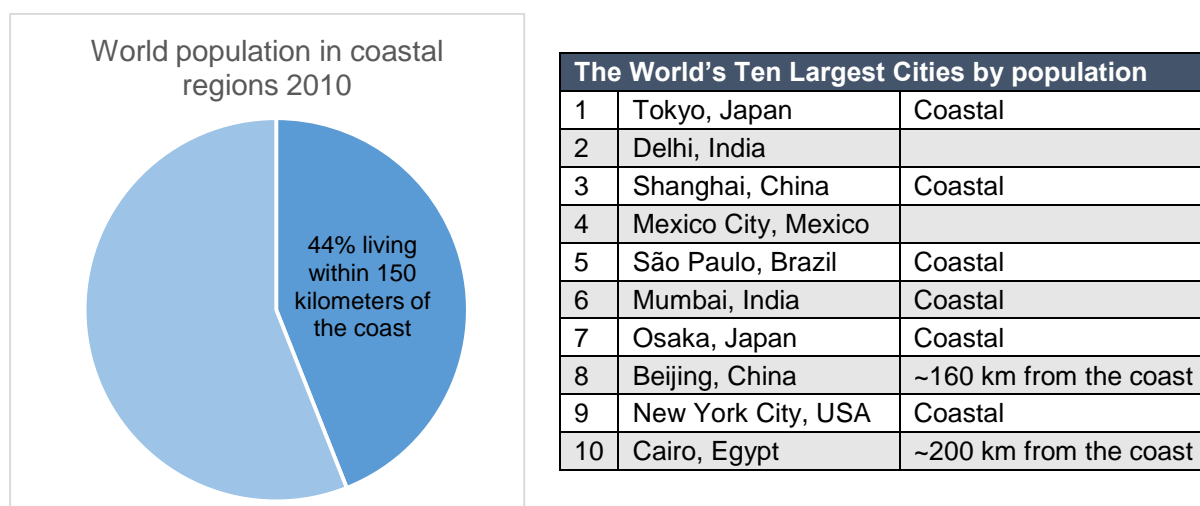 World population in coastal
regions 2010
44% living
within 150
kilometers of
the coast
The World's Ten Largest Cities by population
1 Tokyo, Japan Coastal
2 Delhi, India
3 Shanghai, China Coastal
4 Mexico City, Mexico
5 São Paulo, Brazil Coastal
6 Mumbai, India Coastal
7 Osaka, Japan Coastal
8 Beijing, China ~160 km from the coast
9 New York City, USA Coastal
10 Cairo, Egypt ~200 km from the coast